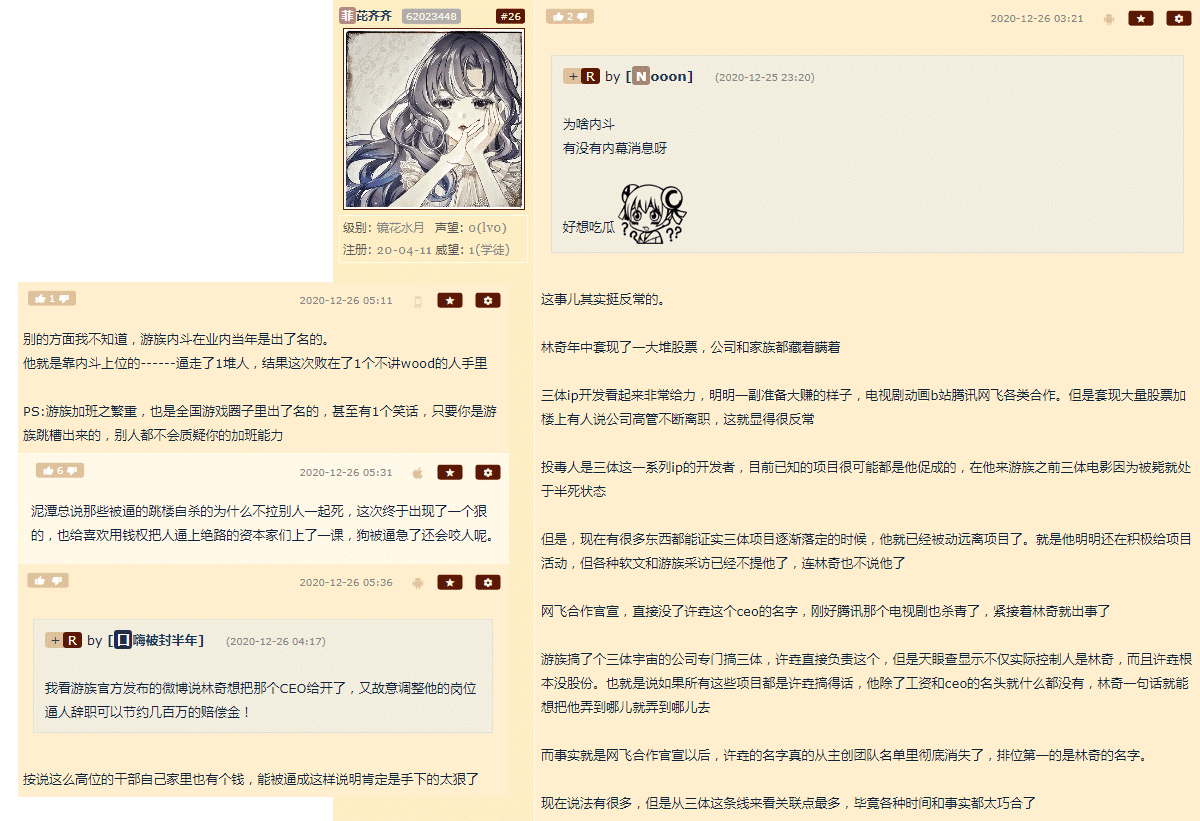 菲花齐齐 62023448 #26
级别: 镜花水月 声望: 0(lv0)
注册: 20-04-11 威望: 1(学徒)
2 2020-12-26 03:21
+ R by [Nooon] (2020-12-25 23:20)
为啥内斗
有没有内幕消息呀
好想吃瓜
?? ??
这事儿其实挺反常的。
林奇年中套现了一大堆股票，公司和家族都藏着瞒着
三体ip开发看起来非常给力，明明一副准备大赚的样子，电视剧动画b站腾讯网飞各类合作。但是套现大量股票加
楼上有人说公司高管不断离职，这就显得很反常
投毒人是三体这一系列ip的开发者，目前已知的项目很可能都是他促成的，在他来游族之前三体电影因为被毙就处
于半死状态
但是，现在有很多东西都能证实三体项目逐渐落定的时候，他就已经被动远离项目了。就是他明明还在积极给项目
活动，但各种软文和游族采访已经不提他了，连林奇也不说他了
网飞合作官宣，直接没了许垚这个ceo的名字，刚好腾讯那个电视剧也杀青了，紧接着林奇就出事了
游族搞了个三体宇宙的公司专门搞三体，许垚直接负责这个，但是天眼查显示不仅实际控制人是林奇，而且许垚根
本没股份。也就是说如果所有这些项目都是许垚搞得话，他除了工资和ceo的名头就什么都没有，林奇一句话就能
想把他弄到哪儿就弄到哪去
而事实就是网飞合作官宣以后，许垚的名字真的从主创团队名单里彻底消失了，排位第一的是林奇的名字。
现在说法有很多，但是从三体这条线来看关联点最多，毕竟各种时间和事实都太巧合了
1 2020-12-26 05:11
别的方面我不知道，游族内斗在业内当年是出了名的。
他就是靠内斗上位的------逼走了1堆人，结果这次败在了1个不讲wood的人手里
PS:游族加班之繁重，也是全国游戏圈子里出了名的，甚至有1个笑话，只要你是游
族跳槽出来的，别人都不会质疑你的加班能力
6 2020-12-26 05:31
泥潭总说那些被逼的跳楼自杀的为什么不拉别人一起死，这次终于出现了一个狠
的，也给喜欢用钱权把人逼上绝路的资本家们上了一课，狗被逼急了还会咬人呢。
2020-12-26 05:36
+ R by [口嗨被封半年] (2020-12-26 04:17)
我看游族官方发布的微博说林奇想把那个CEO给开了，又故意调整他的岗位
逼人辞职可以节约几百万的赔偿金！
按说这么高位的干部自己家里也有个钱，能被逼成这样说明肯定是手下的太狠了